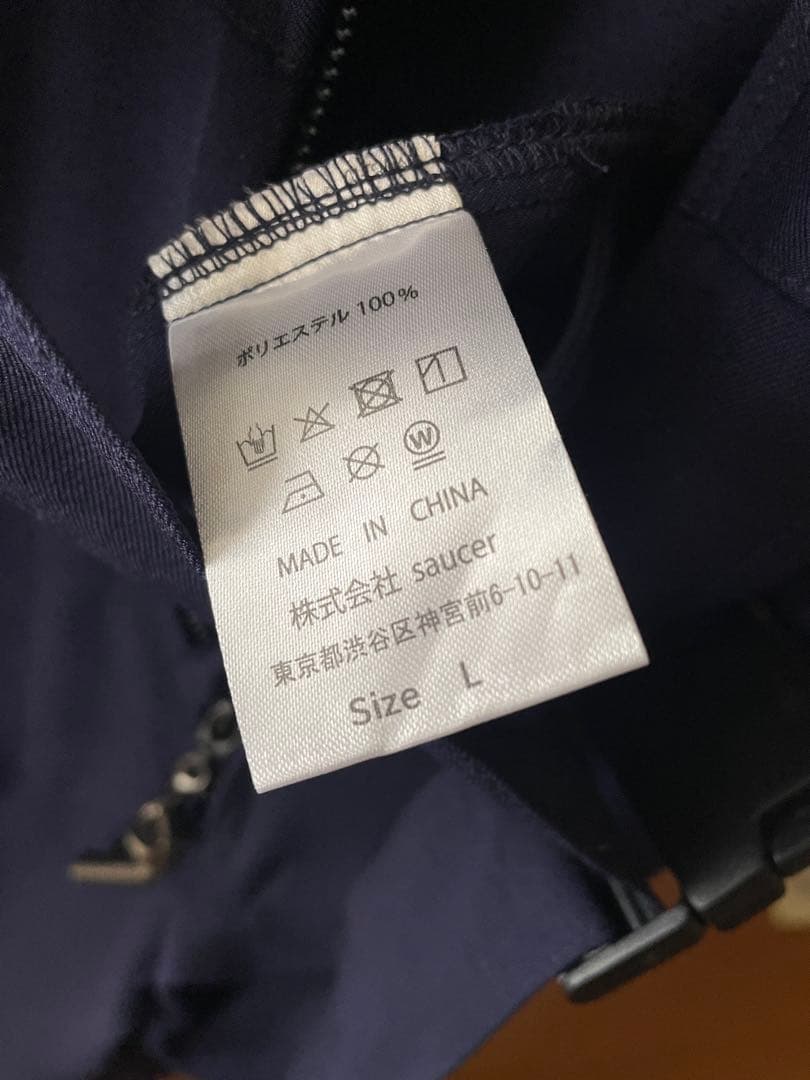 ポリエステル 100%
W
MADE IN CHINA
株式会社 saucer
東京都渋谷区神宮前6-10-11
Size L